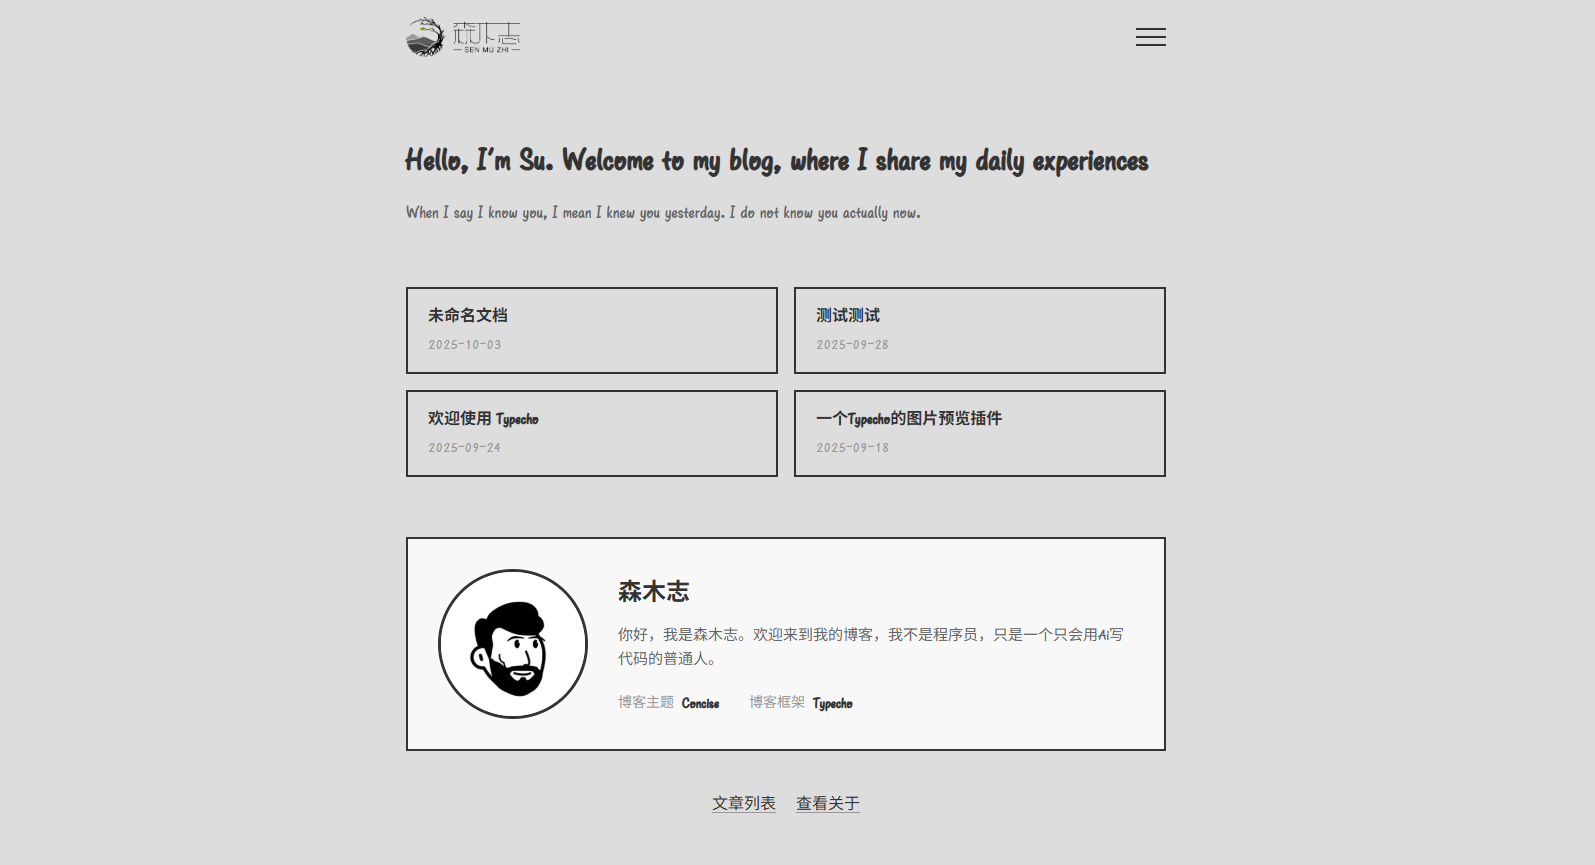 森木志
SEN MU ZHI
Hello, I'm Su. Welcome to my blog, where I share my daily experiences
When I say I know you, I mean I knew you yesterday. I do not know you actually now.
未命名文档
2025-10-03
测试测试
2025-09-28
欢迎使用 Typecho
2025-09-24
一个Typecho的图片预览插件
2025-09-18
森木志
你好，我是森木志。欢迎来到我的博客，我不是程序员，只是一个只会用Ai写
代码的普通人。
博客主题 Concise 博客框架 Typecho
文章列表 查看关于